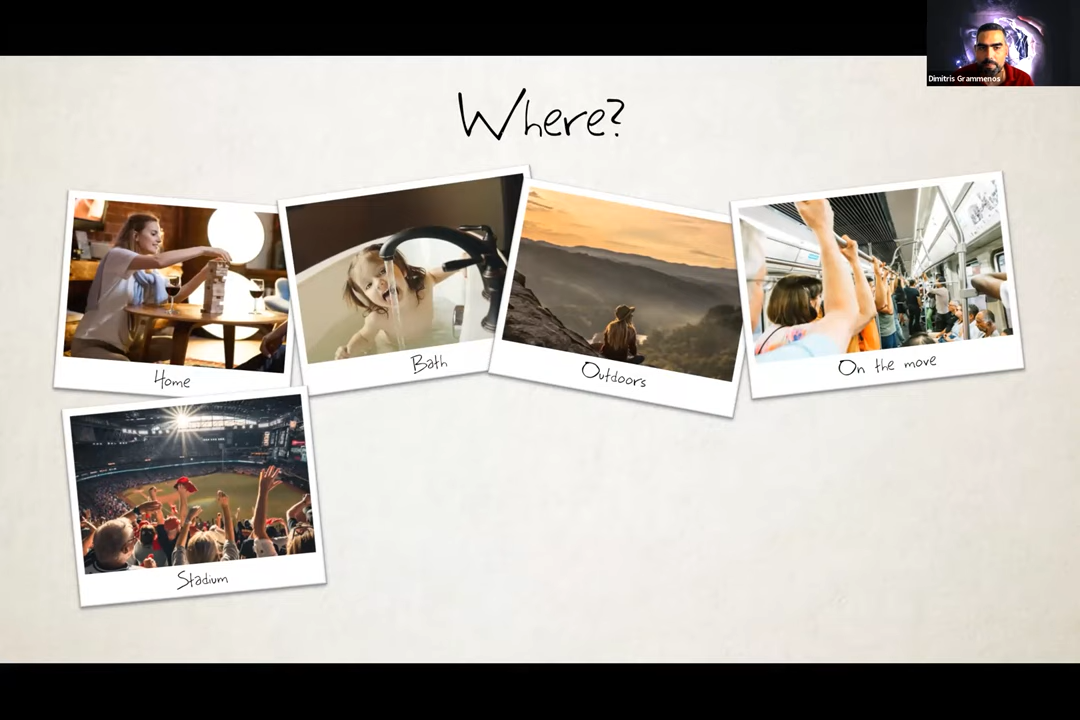 Dimitris Grammenos
Where?
Home
Bath
Outdoors
On the move
Stadium